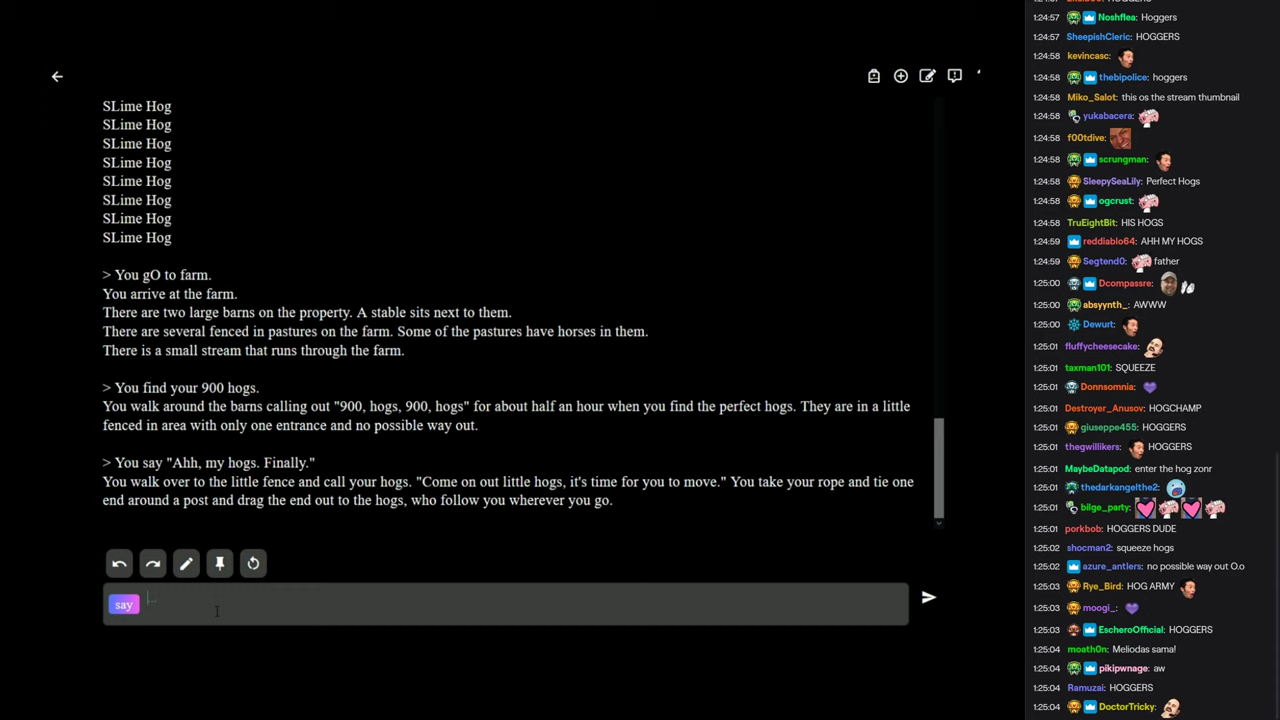 SLime Hog
SLime Hog
SLime Hog
SLime Hog
SLime Hog
SLime Hog
SLime Hog
SLime Hog
> You gO to farm.
You arrive at the farm.
There are two large barns on the property. A stable sits next to them.
There are several fenced in pastures on the farm. Some of the pastures have horses in them.
There is a small stream that runs through the farm.
> You find your 900 hogs.
You walk around the barns calling out "900, hogs, 900, hogs" for about half an hour when you find the perfect hogs. They are in a little
fenced in area with only one entrance and no possible way out.
> You say "Ahh, my hogs. Finally."
You walk over to the little fence and call your hogs. "Come on out little hogs, it's time for you to move." You take your rope and tie one
end around a post and drag the end out to the hogs, who follow you wherever you go.
say ...
1:24:57 Noshflea: Hoggers
1:24:57 SheepishCleric: HOGGERS
1:24:58 kevincasc:
1:24:58 thebipolice: hoggers
1:24:58 Miko_Salot: this os the stream thumbnail
1:24:58 yukabacera:
1:24:58 f00tdive:
1:24:58 scrungman:
1:24:58 SleepySeaLily: Perfect Hogs
1:24:58 ogcrust:
1:24:58 TruEightBit: HIS HOGS
1:24:59 reddiablo64: AHH MY HOGS
1:24:59 Segtend0: father
1:25:00 Dcompassre:
1:25:00 absyynth_: AWWW
1:25:00 Dewurt:
1:25:01 fluffycheesecake:
1:25:01 taxman101: SQUEEZE
1:25:01 Donnsomnia:
1:25:01 Destroyer_Anusov: HOGCHAMP
1:25:01 giuseppe455: HOGGERS
1:25:01 thegwillikers: HOGGERS
1:25:01 MaybeDatapod: enter the hog zonr
1:25:01 thedarkangelthe2:
1:25:01 bilge_party:
1:25:01 porkbob: HOGGERS DUDE
1:25:02 shocman2: squeeze hogs
1:25:02 azure_antlers: no possible way out O.o
1:25:03 Rye_Bird: HOG ARMY
1:25:03 moogi_:
1:25:03 EscheroOfficial: HOGGERS
1:25:04 moath0n: Meliodas sama!
1:25:04 pikipwnage: aw
1:25:04 Ramuzai: HOGGERS
1:25:04 DoctorTricky: